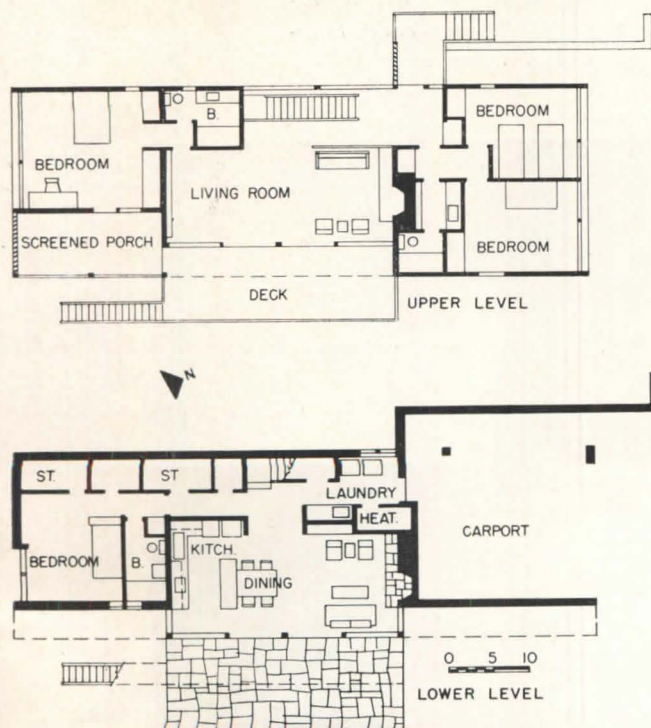 BEDROOM
B.
BEDROOM
LIVING ROOM
SCREENED PORCH
BEDROOM
DECK
UPPER LEVEL
N
ST.
ST
LAUNDRY
HEAT.
CARPORT
BEDROOM
B.
KITCH.
DINING
0 5 10
LOWER LEVEL